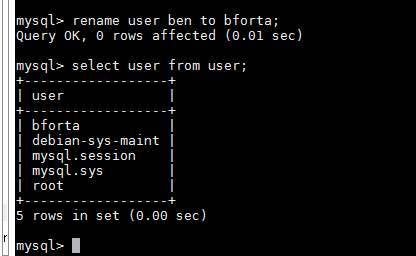 mysql> rename user ben to bforta;
Query OK, 0 rows affected (0.01 sec)
mysql> select user from user;
+------------------+
| user             |
+------------------+
| bforta           |
| debian-sys-maint |
| mysql.session    |
| mysql.sys        |
| root             |
+------------------+
5 rows in set (0.00 sec)
mysql>